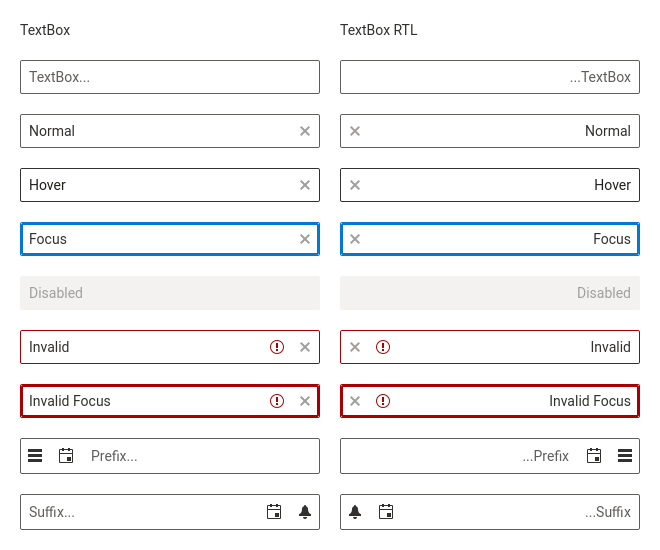 TextBox
TextBox RTL
TextBox...
...TextBox
Normal
Normal
Hover
Hover
Focus
Focus
Disabled
Disabled
Invalid
Invalid
Invalid Focus
Invalid Focus
Prefix...
...Prefix
Suffix...
...Suffix